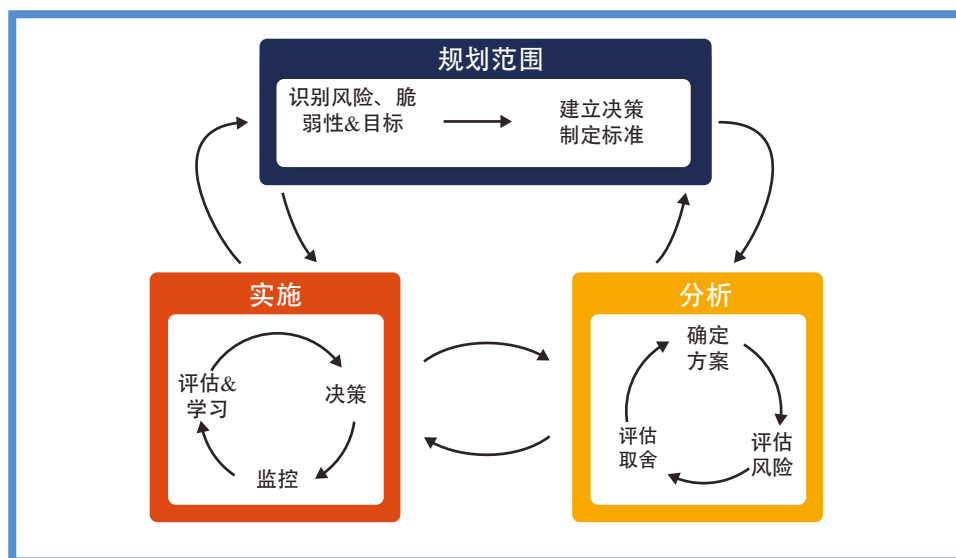 规划范围
识别风险、脆
弱性&目标
建立决策
制定标准
实施
评估&
学习
决策
监控
分析
确定
方案
评估
取舍
评估
风险